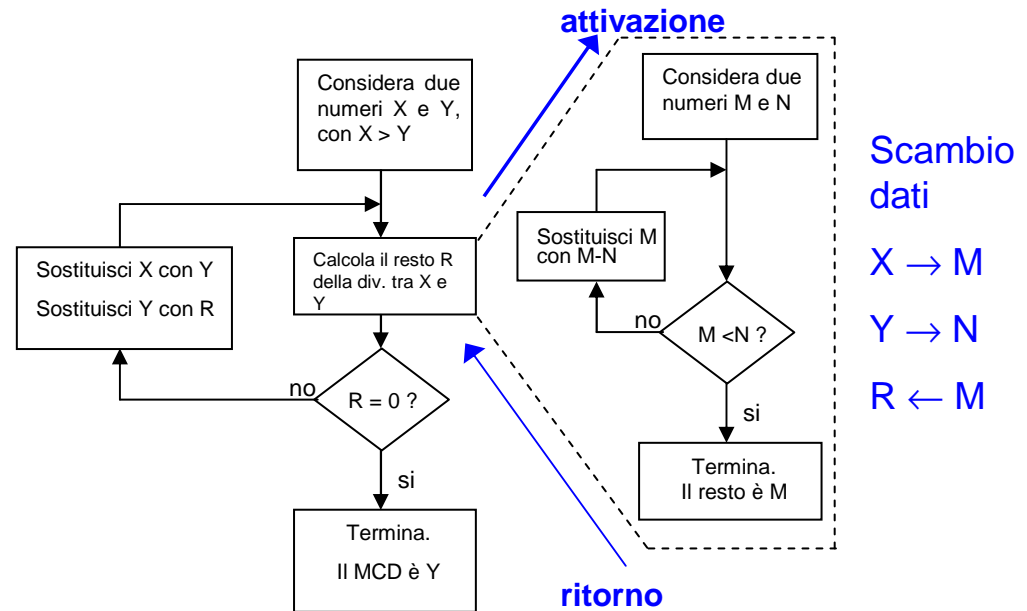 attivazione
Considera due
numeri X e Y,
con X > Y
Considera due
numeri M e N
Scambio
dati
X → M
Y → N
R ← M
Sostituisci X con Y
Sostituisci Y con R
Calcola il resto R
della div. tra X e
Y
Sostituisci M
con M-N
no
M <N ?
si
no
R = 0 ?
si
Termina.
Il resto è M
Termina.
Il MCD è Y
ritorno